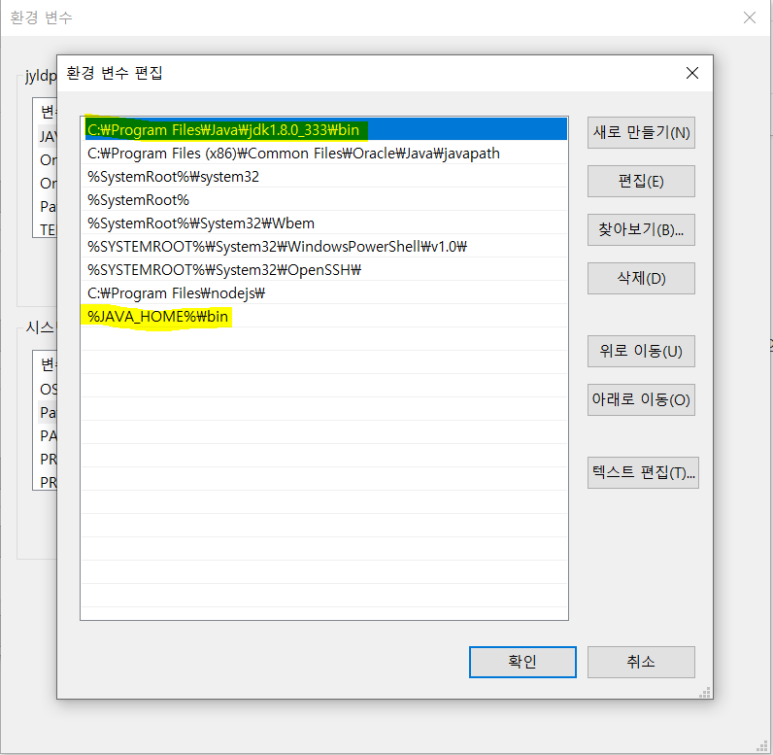 환경 변수
환경 변수 편집
jyldp
변
JA
Or
Or
Pa
TE
C:₩Program Files₩Java₩jdk1.8.0_333₩bin
C:₩Program Files (x86)₩Common Files₩Oracle₩Java₩javapath
%SystemRoot%₩system32
%SystemRoot%
%SystemRoot%₩System32₩Wbem
%SYSTEMROOT%₩System32₩WindowsPowerShell₩v1.0₩
%SYSTEMROOT%₩System32₩OpenSSH₩
C:₩Program Files₩nodejs₩
%JAVA_HOME%₩bin
새로 만들기(N)
편집(E)
찾아보기(B)...
삭제(D)
위로 이동(U)
아래로 이동(O)
텍스트 편집(T)...
시스
변
OS
Pa
PA
PR
PR
확인
취소